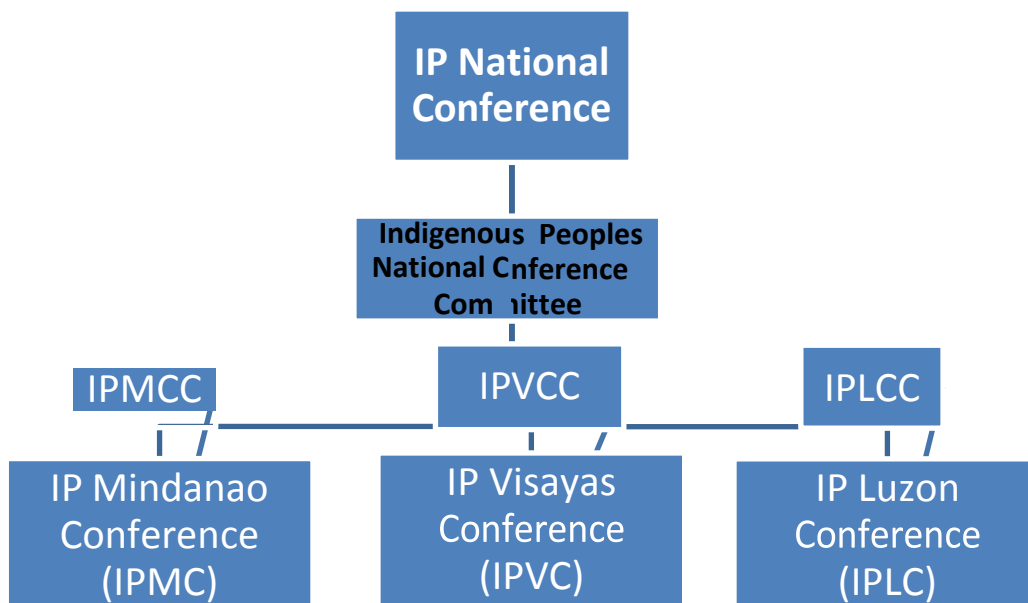 IP National
Conference
Indigenous Peoples
National Cnference
Com ittee
IPMCC
IPVCC
IPLCC
IP Mindanao
Conference
(IPMC)
IP Visayas
Conference
(IPVC)
IP Luzon
Conference
(IPLC)